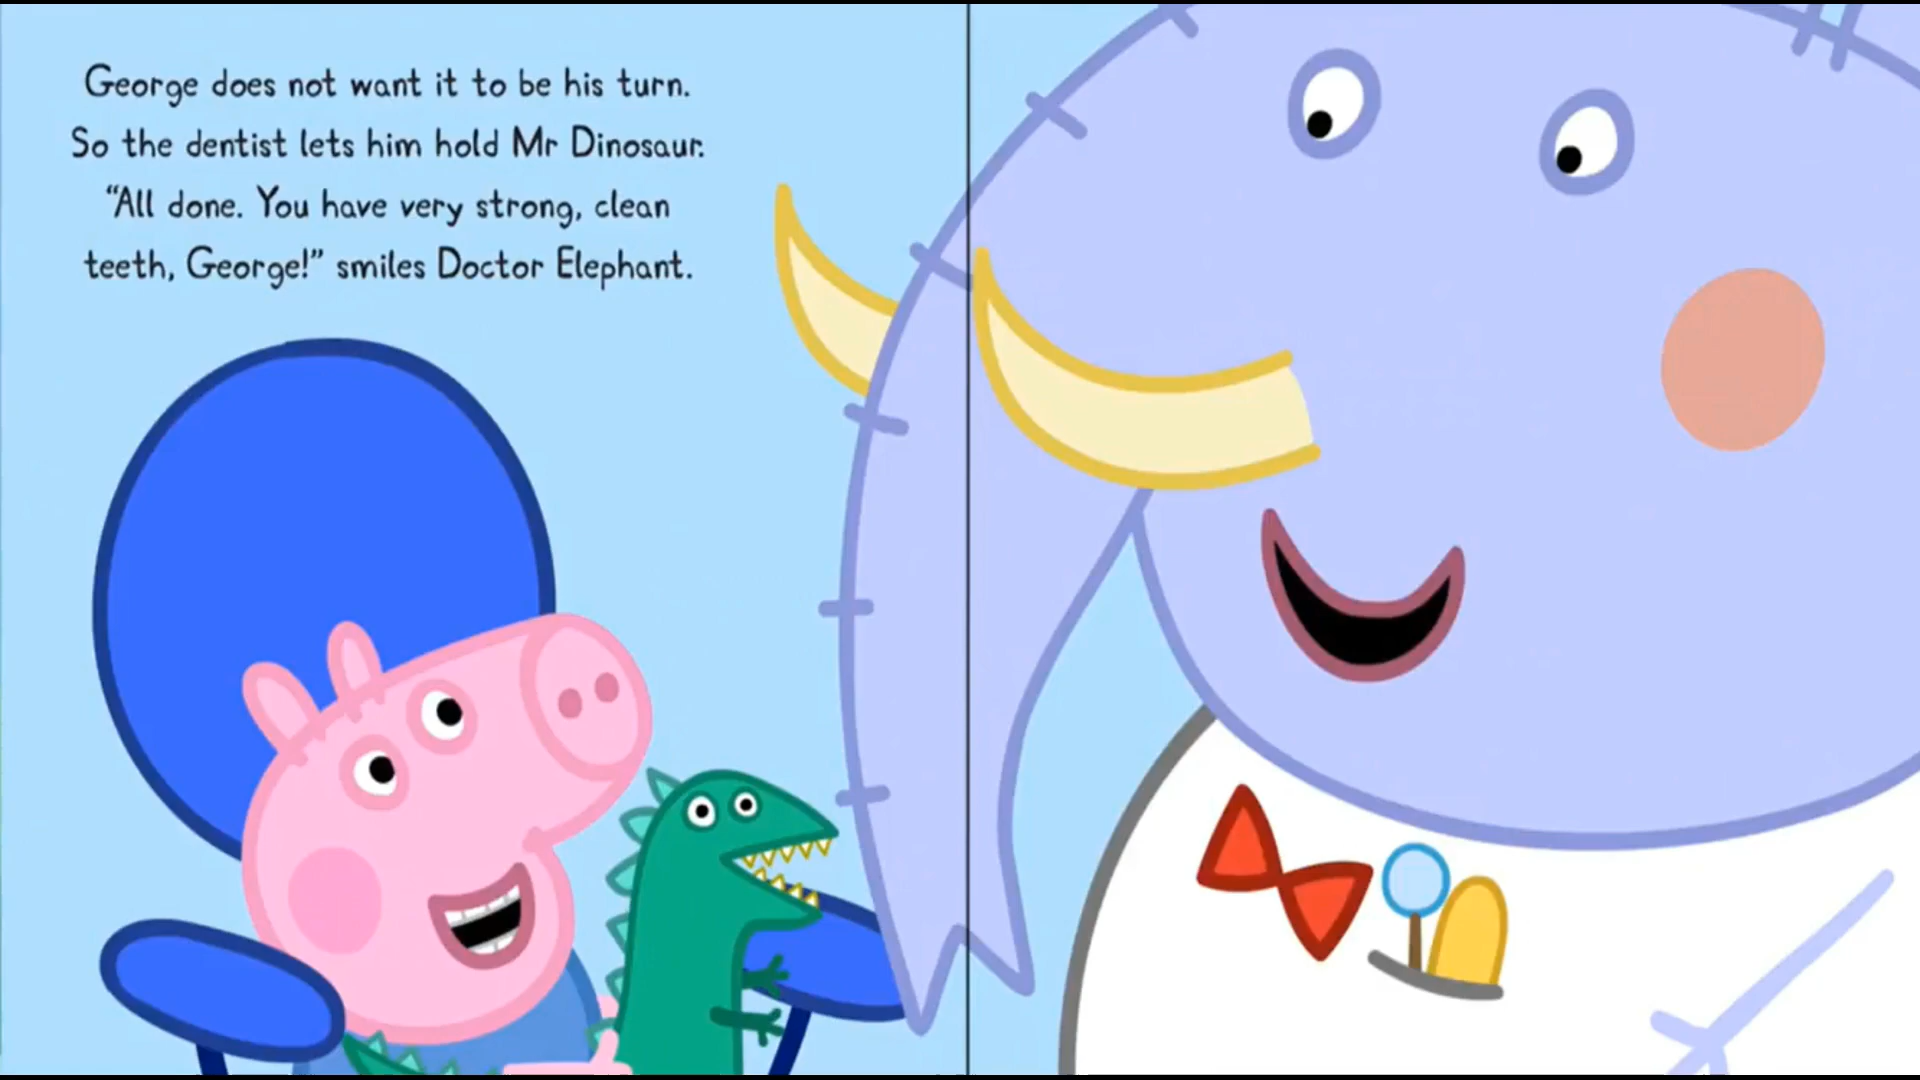 George does not want it to be his turn.
So the dentist lets him hold Mr Dinosaur.
“All done. You have very strong, clean
teeth, George!” smiles Doctor Elephant.